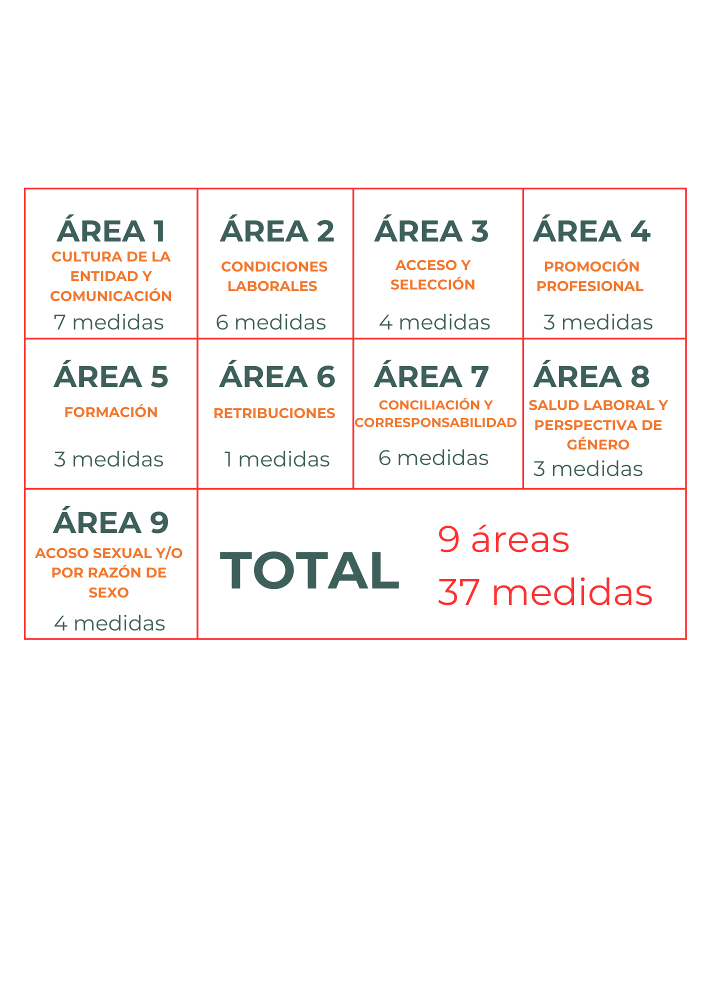 ÁREA 1
CULTURA DE LA
ENTIDAD Y
COMUNICACIÓN
7 medidas
ÁREA 2
CONDICIONES
LABORALES
6 medidas
ÁREA 3
ACCESO Y
SELECCIÓN
4 medidas
ÁREA 4
PROMOCIÓN
PROFESIONAL
3 medidas
ÁREA 5
FORMACIÓN
3 medidas
ÁREA 6
RETRIBUCIONES
1 medidas
ÁREA 7
CONCILIACIÓN Y
CORRESPONSABILIDAD
6 medidas
ÁREA 8
SALUD LABORAL Y
PERSPECTIVA DE
GÉNERO
3 medidas
ÁREA 9
ACOSO SEXUAL Y/O
POR RAZÓN DE
SEXO
4 medidas
TOTAL
9 áreas
37 medidas